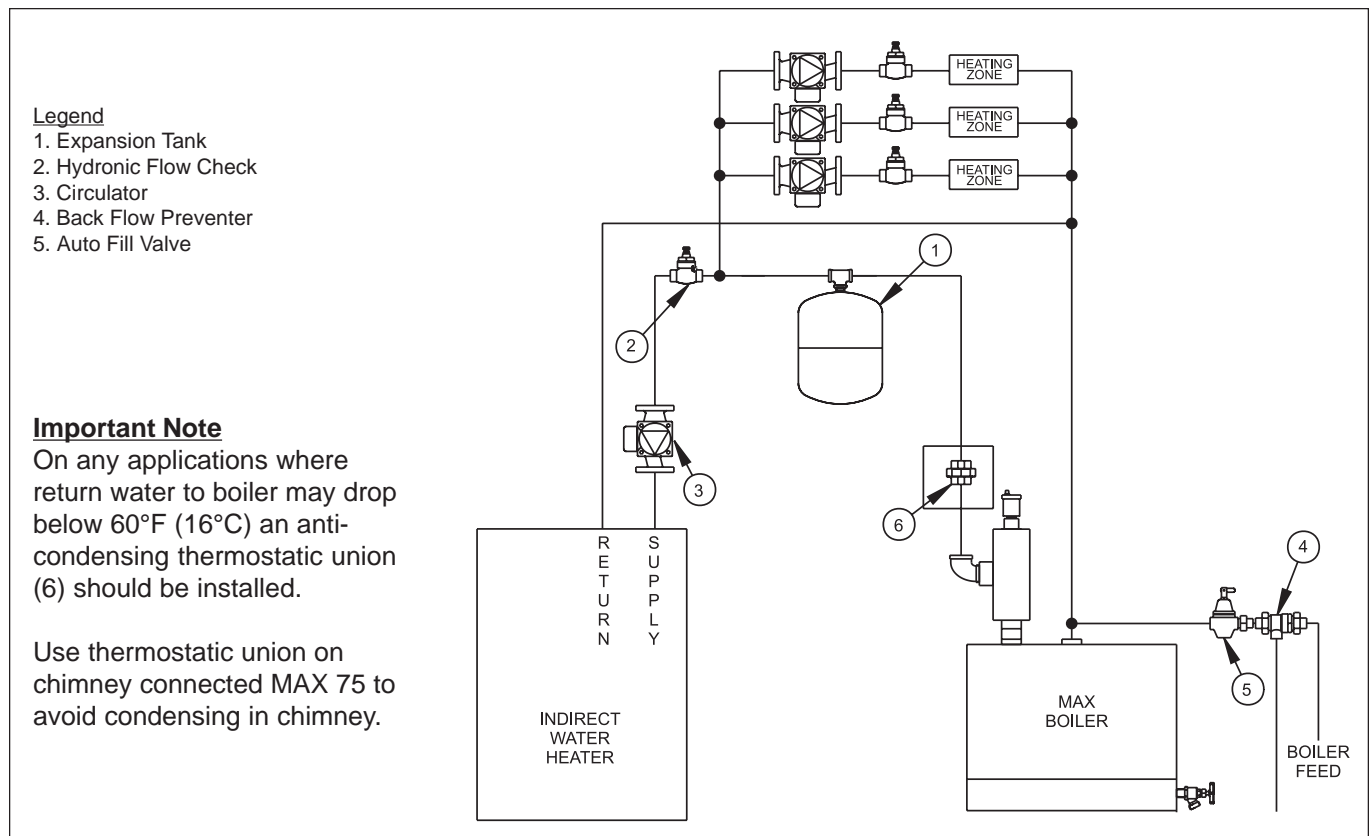 Legend
1. Expansion Tank
2. Hydronic Flow Check
3. Circulator
4. Back Flow Preventer
5. Auto Fill Valve
Important Note
On any applications where
return water to boiler may drop
below 60°F (16°C) an anti-
condensing thermostatic union
(6) should be installed.
Use thermostatic union on
chimney connected MAX 75 to
avoid condensing in chimney.
HEATING
ZONE
HEATING
ZONE
HEATING
ZONE
1
2
3
6
4
5
RETURN
SUPPLY
INDIRECT
WATER
HEATER
MAX
BOILER
BOILER
FEED